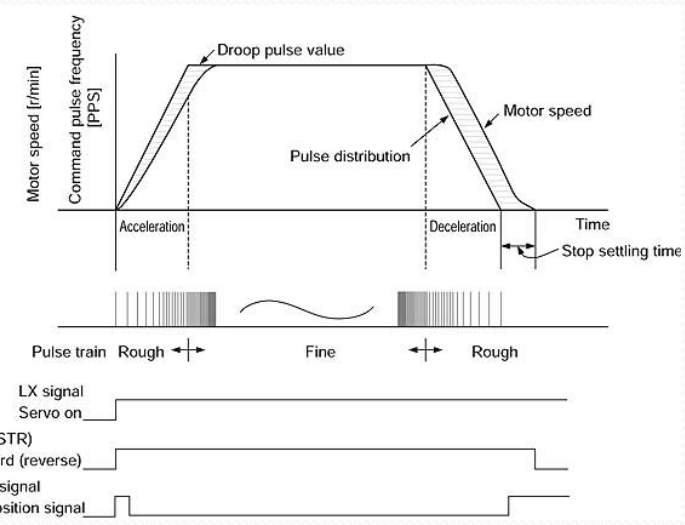 Droop pulse value
Motor speed [r/min]
Command pulse frequency
[PPS]
Motor speed
Pulse distribution
Acceleration
Deceleration
Time
Stop settling time
Pulse train Rough Fine Rough
LX signal
Servo on
STR)
rd (reverse)
signal
sition signal